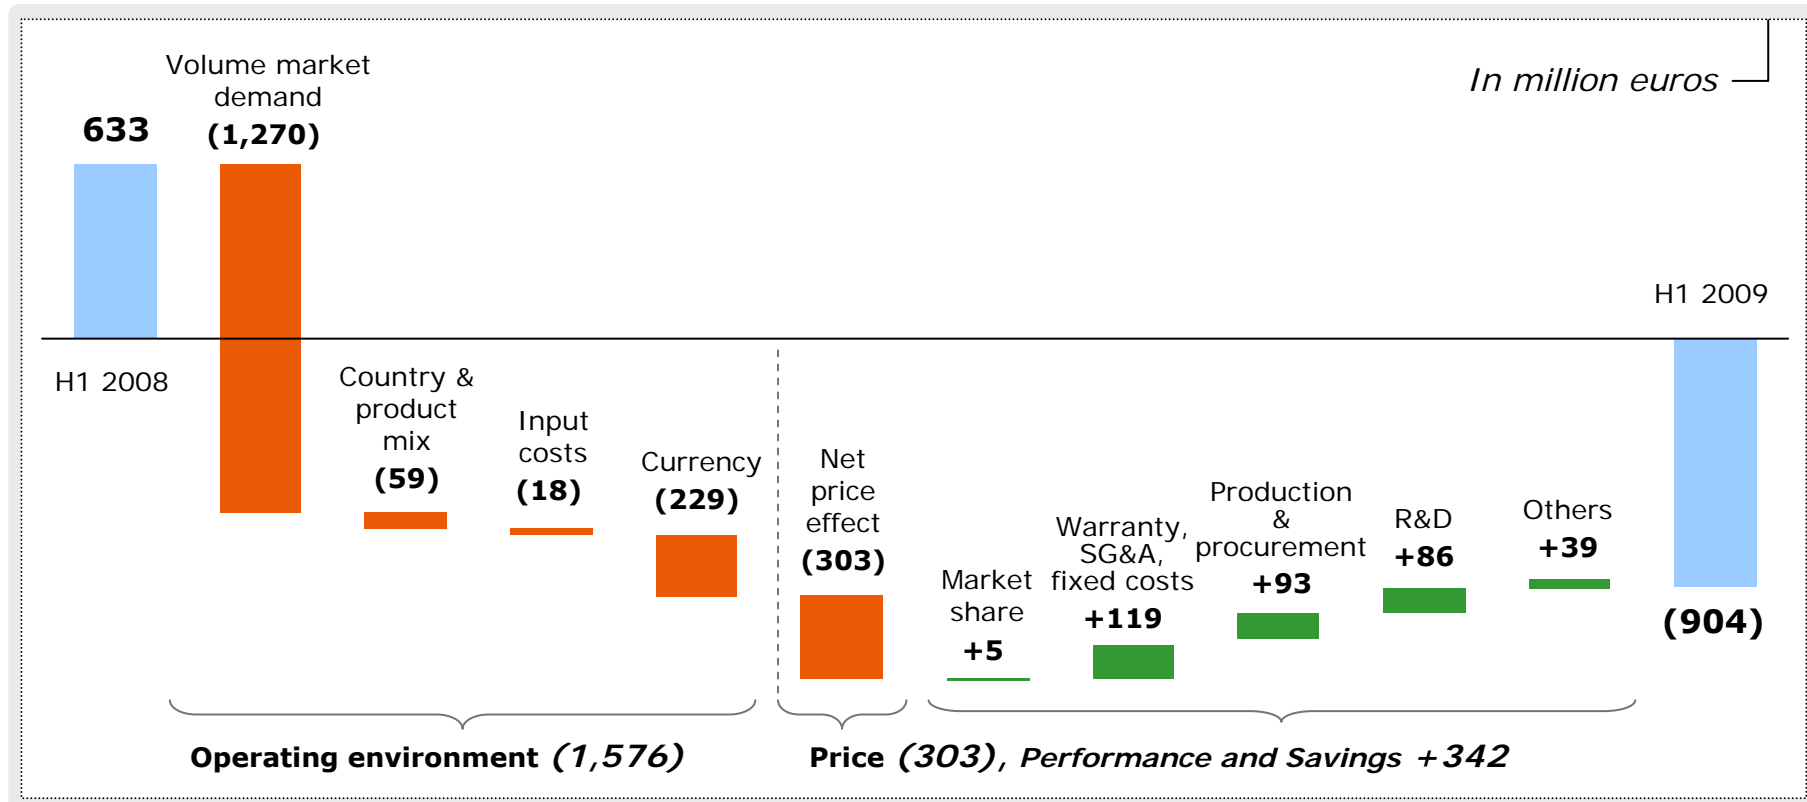 In million euros
633
H1 2008
Volume market
demand
(1,270)
Country &
product
mix
(59)
Input
costs
(18)
Currency
(229)
Net
price
effect
(303)
Market
share
+5
Warranty,
SG&A,
fixed costs
+119
Production
&
procurement
+93
R&D
+86
Others
+39
H1 2009
(904)
Operating environment (1,576)
Price (303), Performance and Savings +342